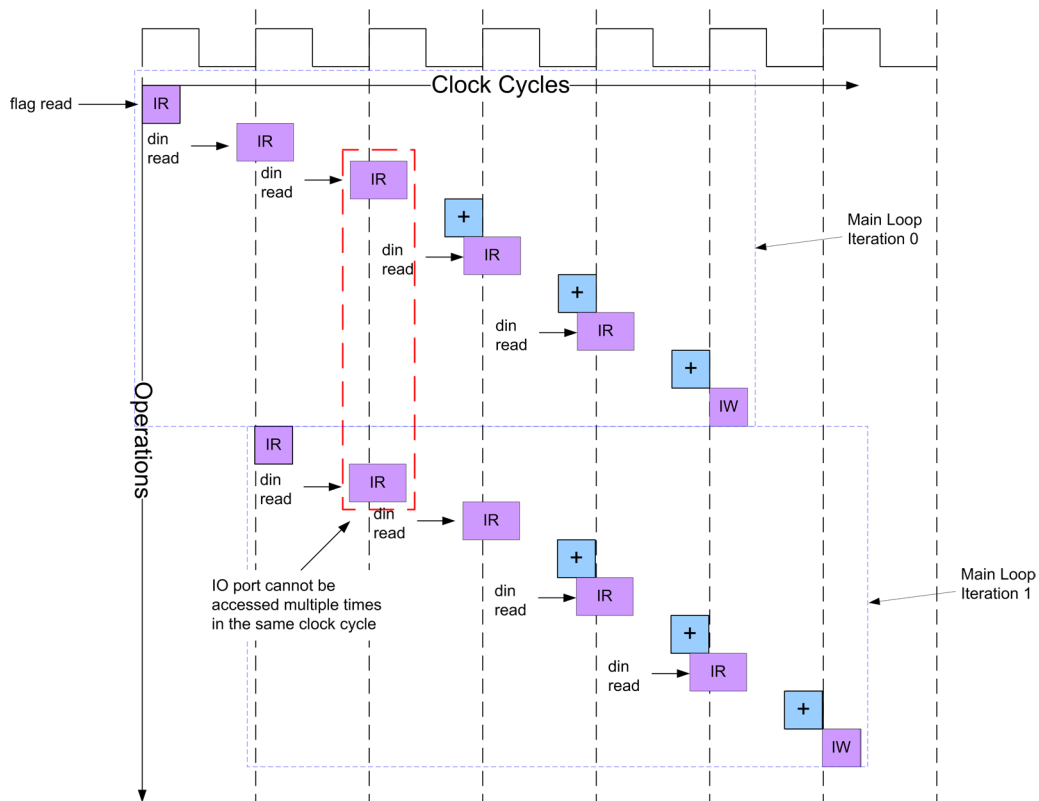 Clock Cycles
flag read
IR
din
read
IR
din
read
IR
+
din
read
IR
Main Loop
Iteration 0
+
din
read
IR
+
IW
Operations
IR
din
read
IR
din
read
IR
+
IO port cannot be
accessed multiple times
in the same clock cycle
din
read
IR
Main Loop
Iteration 1
+
din
read
IR
+
IW